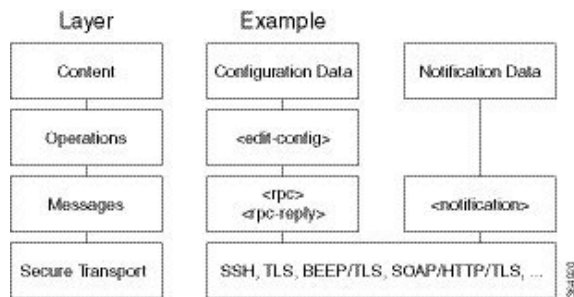 Layer Example
Content Configuration Data Notification Data
Operations <edit-config>
Messages <rpc>
<rpc-reply> <notification>
Secure Transport SSH, TLS, BEEP/TLS, SOAP/HTTP/TLS, ...